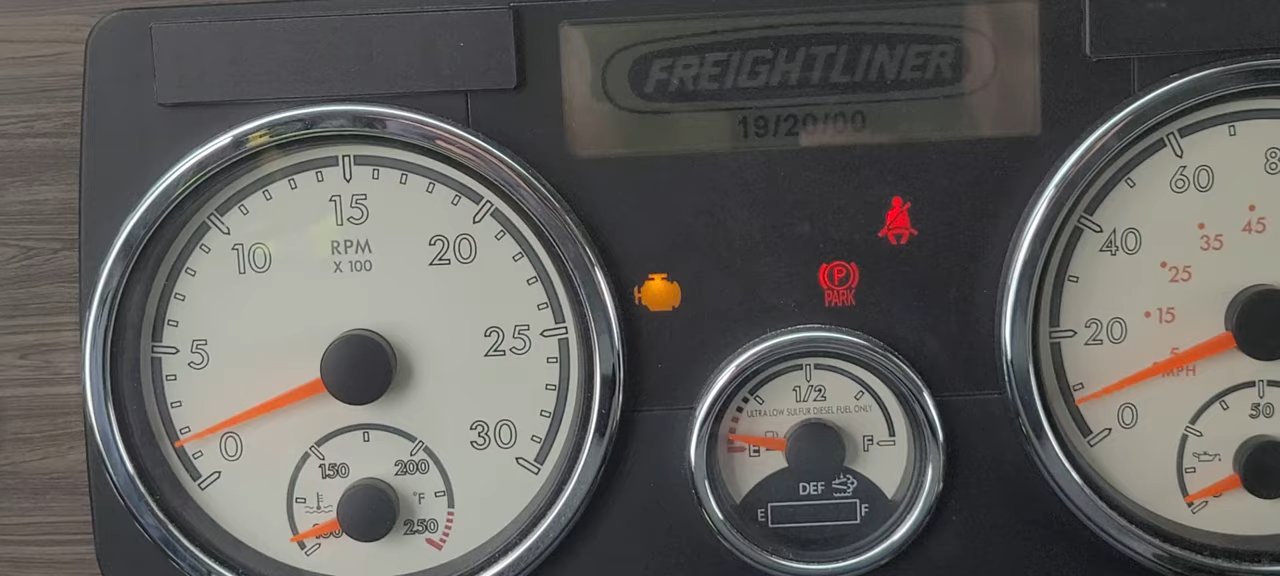 FREIGHTLINER
19/20/00
15
10
20
RPM
X 100
5
25
0
30
150
200
°F
250
P
PARK
1/2
ULTRA LOW SULFUR DIESEL FUEL ONLY
E
F
DEF
E
F
60
40
45
35
25
20
15
5
MPH
0
50